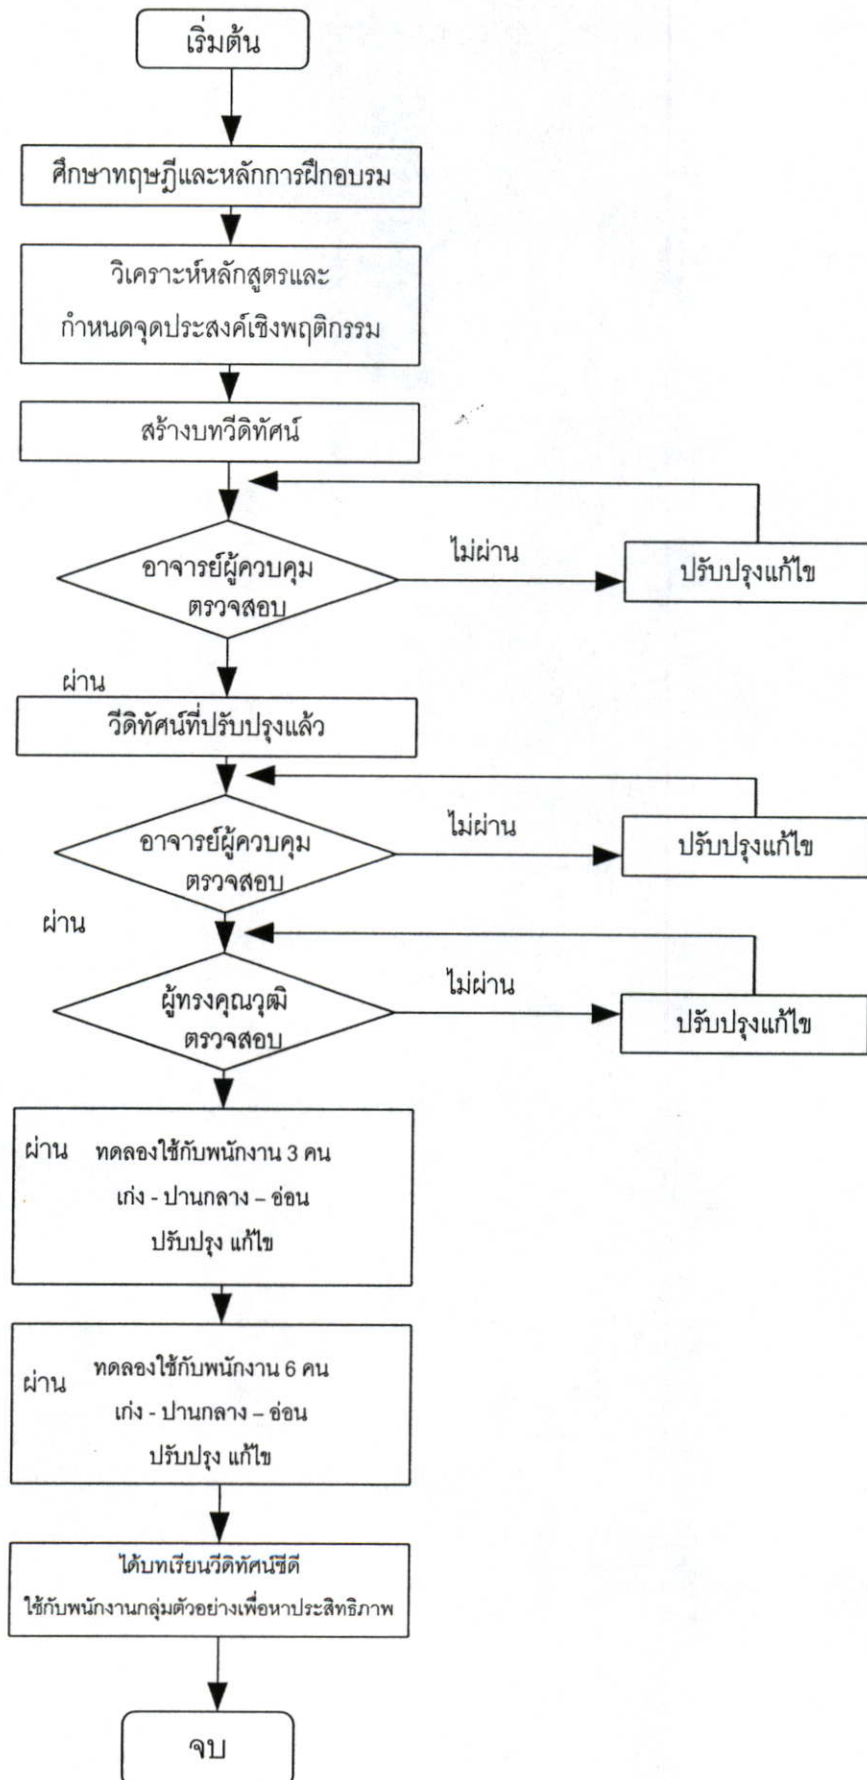 เริ่มต้น
ศึกษาทฤษฎีและหลักการฝึกอบรม
วิเคราะห์หลักสูตรและ
กำหนดจุดประสงค์เชิงพฤติกรรม
สร้างบทวีดิทัศน์
อาจารย์ผู้ควบคุม
ตรวจสอบ
ไม่ผ่าน
ปรับปรุงแก้ไข
ผ่าน
วีดิทัศน์ที่ปรับปรุงแล้ว
อาจารย์ผู้ควบคุม
ตรวจสอบ
ไม่ผ่าน
ปรับปรุงแก้ไข
ผ่าน
ผู้ทรงคุณวุฒิ
ตรวจสอบ
ไม่ผ่าน
ปรับปรุงแก้ไข
ผ่าน ทดลองใช้กับพนักงาน 3 คน
เก่ง - ปานกลาง – อ่อน
ปรับปรุง แก้ไข
ผ่าน ทดลองใช้กับพนักงาน 6 คน
เก่ง - ปานกลาง – อ่อน
ปรับปรุง แก้ไข
ได้บทเรียนวีดิทัศน์ซีดี
ใช้กับพนักงานกลุ่มตัวอย่างเพื่อหาประสิทธิภาพ
จบ